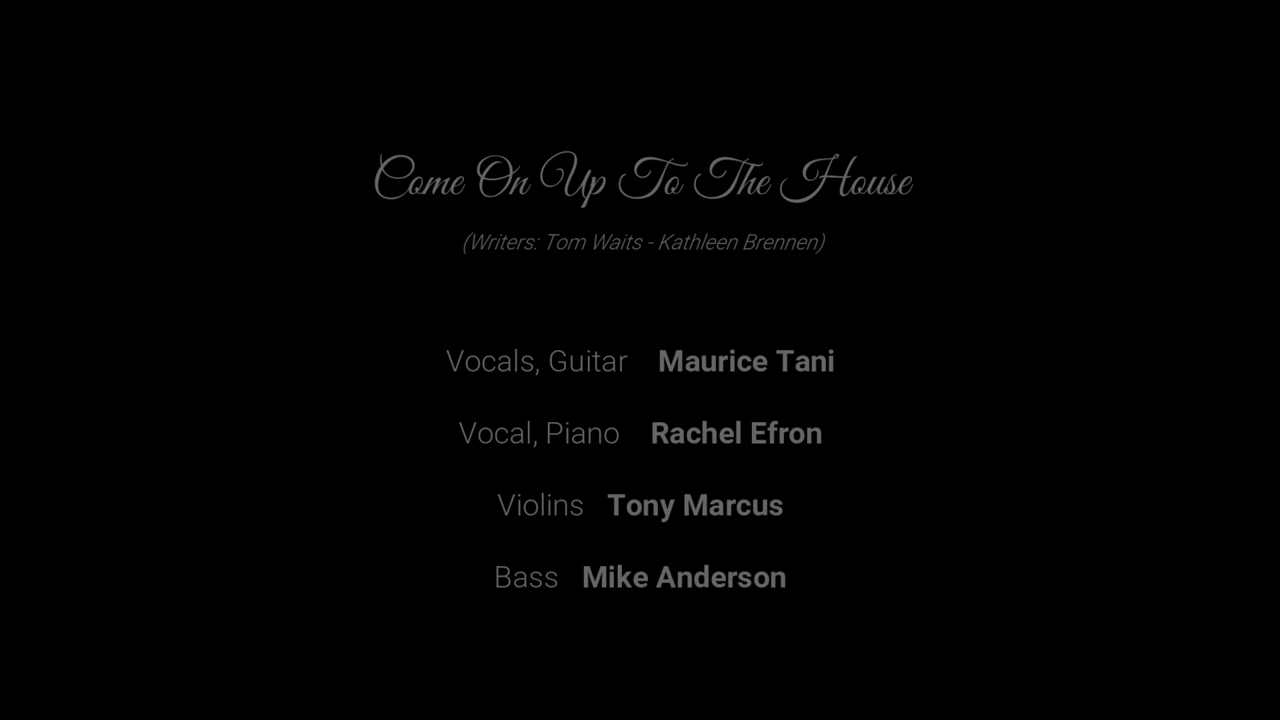 Come On Up To The House
(Writers: Tom Waits - Kathleen Brennen)
Vocals, Guitar Maurice Tani
Vocal, Piano Rachel Efron
Violins Tony Marcus
Bass Mike Anderson